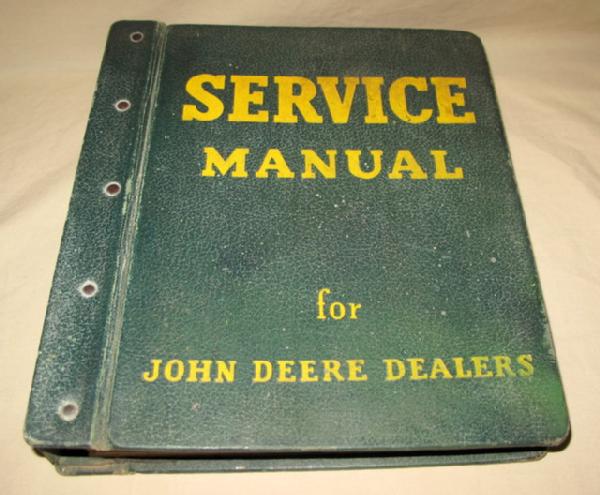 SERVICE
MANUAL
for
JOHN DEERE DEALERS